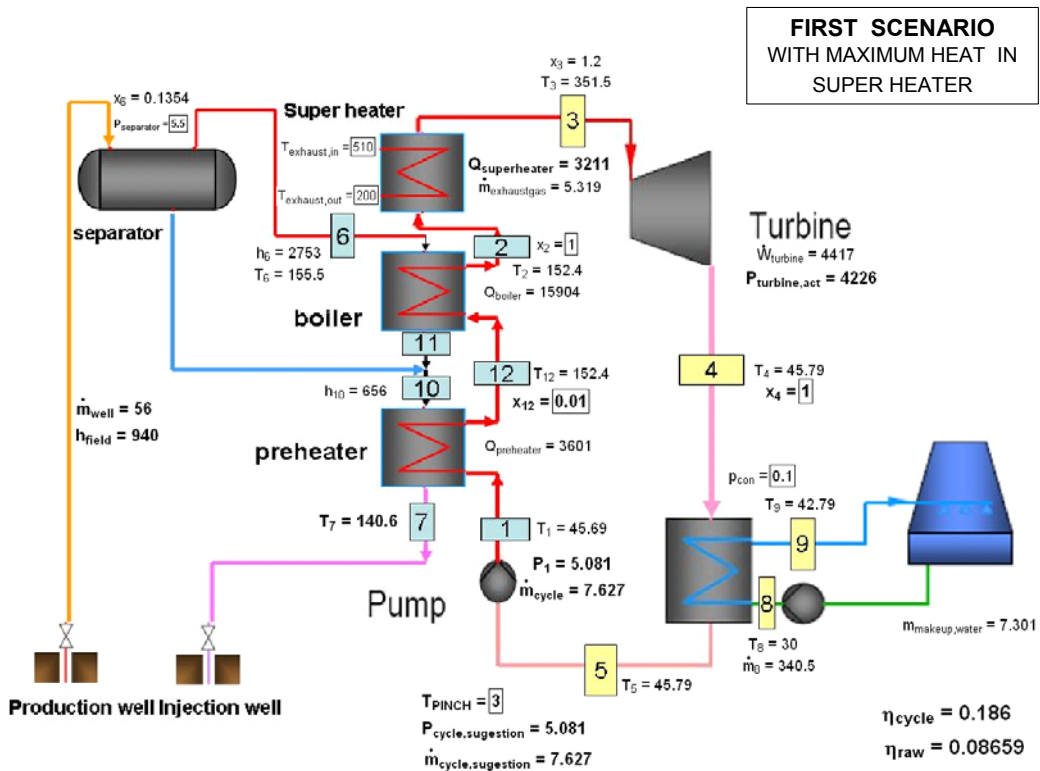 FIRST SCENARIO
WITH MAXIMUM HEAT IN
SUPER HEATER
x3 = 1.2
T3 = 351.5
3
x6 = 0.1354
Pseparator = 5.5
separator
Super heater
Texhaust,in = 510
Texhaust,out = 200
Qsuperheater = 3211
ṁexhaustgas = 5.319
6
h6 = 2753
T6 = 155.5
2
x2 = 1
T2 = 152.4
Qboiler = 15904
boiler
11
10
h10 = 656
12
T12 = 152.4
x12 = 0.01
Turbine
Ẇturbine = 4417
Pturbine,act = 4226
4
T4 = 45.79
x4 = 1
ṁwell = 56
hfield = 940
preheater
Qpreheater = 3601
7
T7 = 140.6
1
T1 = 45.69
P1 = 5.081
ṁcycle = 7.627
Pump
pcon = 0.1
T9 = 42.79
9
8
T8 = 30
ṁ8 = 340.5
mmakeup,water = 7.301
5
T5 = 45.79
Production well
Injection well
TPINCH = 3
Pcycle,sugestion = 5.081
ṁcycle,sugestion = 7.627
ηcycle = 0.186
ηraw = 0.08659